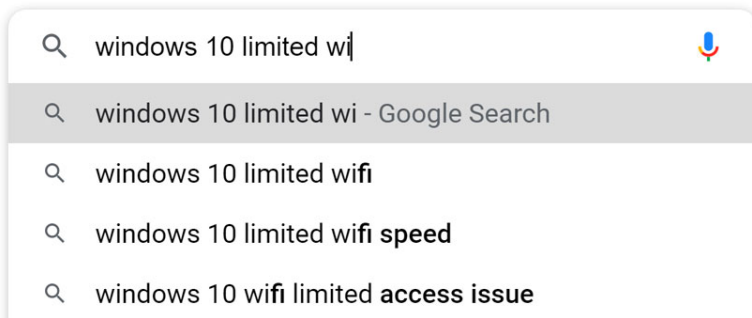 windows 10 limited wi
windows 10 limited wi - Google Search
windows 10 limited wifi
windows 10 limited wifi speed
windows 10 wifi limited access issue